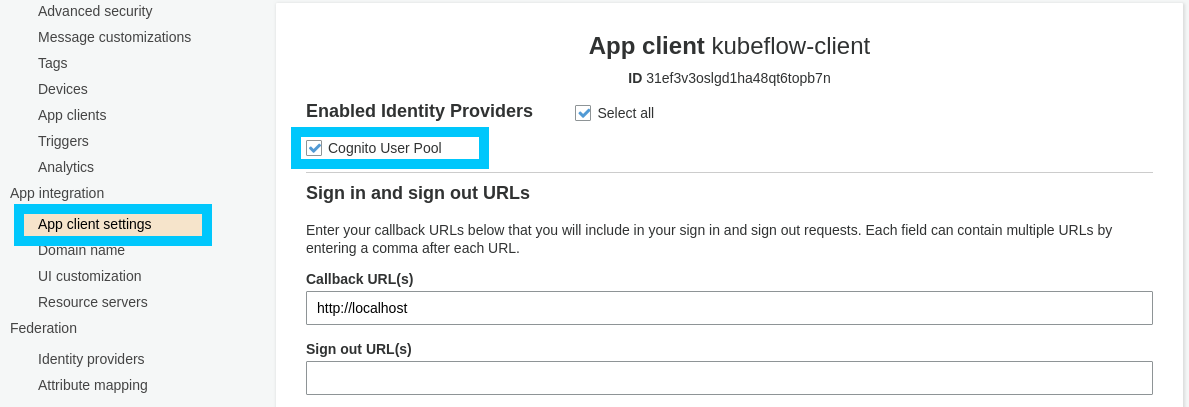 Advanced security
Message customizations
Tags
Devices
App clients
Triggers
Analytics
App integration
App client settings
Domain name
UI customization
Resource servers
Federation
Identity providers
Attribute mapping
App client kubeflow-client
ID 31ef3v3oslgd1ha48qt6topb7n
Enabled Identity Providers
Select all
Cognito User Pool
Sign in and sign out URLs
Enter your callback URLs below that you will include in your sign in and sign out requests. Each field can contain multiple URLs by
entering a comma after each URL.
Callback URL(s)
http://localhost
Sign out URL(s)